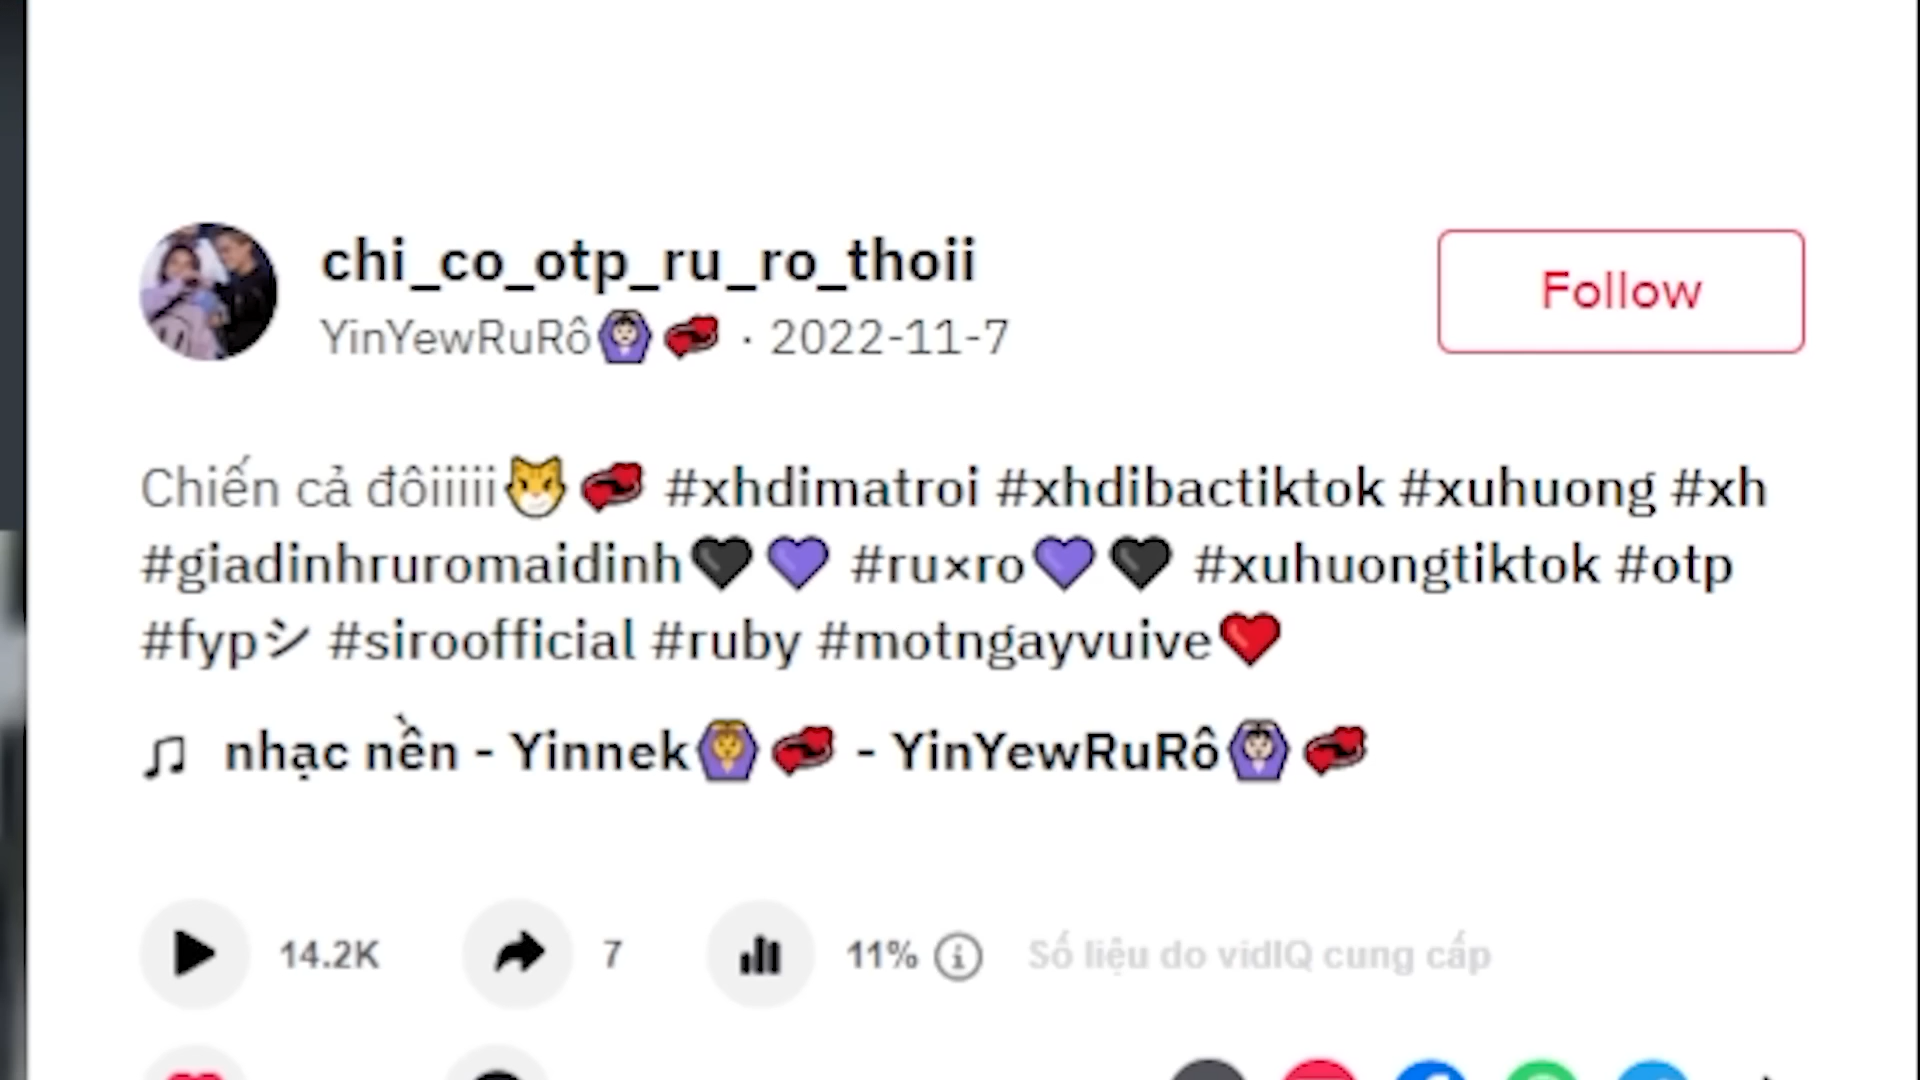 chi_co_otp_ru_ro_thoii
YinYewRuRô🙆🏻💞 · 2022-11-7
Follow
Chiến cả đôiiiii😼💞 #xhdimatroi #xhdibactiktok #xuhuong #xh
#giadinhruromaidinh🖤💜 #ru×ro💜🖤 #xuhuongtiktok #otp
#fypシ #siroofficial #ruby #motngayvuive❤️
♫ nhạc nền - Yinnek🙆💞 - YinYewRuRô🙆🏻💞
14.2K 7 11% Số liệu do vidIQ cung cấp